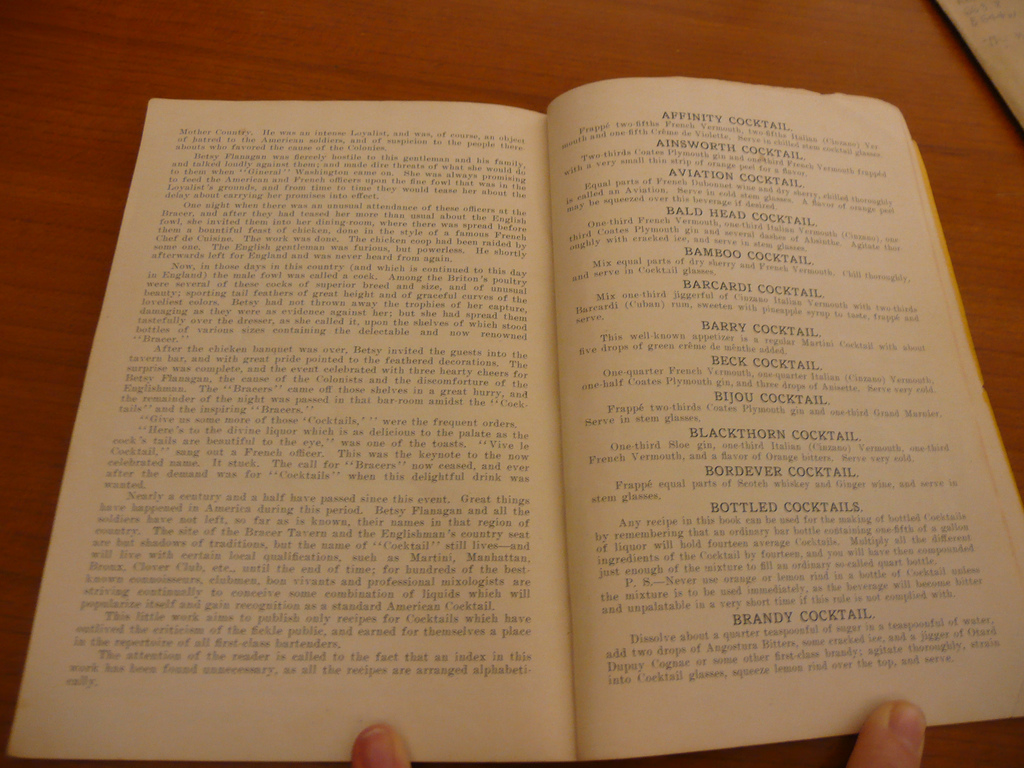 Mother Country. He was an intense Loyalist, and was, of course, an object
of hatred to the American soldiers, and of suspicion to the people there-
abouts who favored the cause of the Colonies.
Betsy Flanagan was fiercely hostile to this gentleman and his family,
and talked loudly against them; and made dire threats of what she would do
to them when "Gineral" Washington came on. She was always promising
to feed the American and French officers upon the fine fowl that was in the
Loyalist's grounds, and from time to time they would tease her about the
delay about carrying her promises into effect.
One night when there was an unusual attendance of these officers at the
Bracer, and after they had teased her more than usual about the English
fowl, she invited them into her dining-room, where there was spread before
them a bountiful feast of chicken, done in the style of a famous French
Chef de Cuisine. The work was done. The chicken coop had been raided by
some one. The English gentleman was furious, but powerless. He shortly
afterwards left for England and was never heard from again.
Now, in those days in this country (and which is continued to this day
in England) the male fowl was called a cock. Among the Briton's poultry
were several of these cocks of superior breed and size, and of unusual
beauty; sporting tail feathers of great height and of graceful curves of the
loveliest colors. Betsy had not thrown away the trophies of her capture,
damaging as they were as evidence against her; but she had spread them
tastefully over the dresser, as she called it, upon the shelves of which stood
bottles of various sizes containing the delectable and now renowned
"Bracer."
After the chicken banquet was over, Betsy invited the guests into the
tavern bar, and with great pride pointed to the feathered decorations. The
surprise was complete, and the event celebrated with three hearty cheers for
Betsy Flanagan, the cause of the Colonists and the discomforture of the
Englishman. The "Bracers" came off those shelves in a great hurry, and
the remainder of the night was passed in that bar-room amidst the "Cock-
tails" and the inspiring "Bracers."
"Give us some more of those 'Cocktails,'" were the frequent orders.
"Here's to the divine liquor which is as delicious to the palate as the
cock's tails are beautiful to the eye," was one of the toasts. "Vive le
Cocktail," sang out a French officer. This was the keynote to the now
celebrated name. It stuck. The call for "Bracers" now ceased, and ever
after the demand was for "Cocktails" when this delightful drink was
wanted.
Nearly a century and a half have passed since this event. Great things
have happened in America during this period. Betsy Flanagan and all the
soldiers have not left, so far as is known, their names in that region of
country. The site of the Bracer Tavern and the Englishman's country seat
are but shadows of traditions, but the name of "Cocktail" still lives—and
will live with certain local qualifications, such as Martini, Manhattan,
Bronx, Clover Club, etc., until the end of time; for hundreds of the best-
known connoisseurs, clubmen, bon vivants and professional mixologists are
striving continually to conceive some combination of liquids which will
popularize itself and gain recognition as a standard American Cocktail.
This little work aims to publish only recipes for Cocktails which have
outlived the criticism of the fickle public, and earned for themselves a place
in the repertoire of all first-class bartenders.
The attention of the reader is called to the fact that an index in this
work has been found unnecessary, as all the recipes are arranged alphabeti-
cally.
AFFINITY COCKTAIL.
Frappé two-fifths French Vermouth, two-fifths Italian (Cinzano) Ver-
mouth and one-fifth Crême de Violette. Serve in chilled stem cocktail glasses.
AINSWORTH COCKTAIL.
Two-thirds Coates Plymouth gin and one-third French Vermouth frappéd
with a very small thin strip of orange peel for a flavor.
AVIATION COCKTAIL.
Equal parts of French Dubonnet wine and dry sherry, chilled thoroughly
is called an Aviation. Serve in cold stem glasses. A flavor of orange peel
may be squeezed over this beverage if desired.
BALD HEAD COCKTAIL.
One-third French Vermouth, one-third Italian Vermouth (Cinzano), one-
third Coates Plymouth gin and several dashes of Absinthe. Agitate thor-
oughly with cracked ice, and serve in stem glasses.
BAMBOO COCKTAIL.
Mix equal parts of dry sherry and French Vermouth. Chill thoroughly,
and serve in Cocktail glasses.
BARCARDI COCKTAIL.
Mix one-third jiggerful of Cinzano Italian Vermouth with two-thirds
Barcardi (Cuban) rum, sweeten with pineapple syrup to taste, frappé and
serve.
BARRY COCKTAIL.
This well-known appetizer is a regular Martini Cocktail with about
five drops of green crême de mênthe added.
BECK COCKTAIL.
One-quarter French Vermouth, one-quarter Italian (Cinzano) Vermouth,
one-half Coates Plymouth gin, and three drops of Anisette. Serve very cold.
BIJOU COCKTAIL.
Frappé two-thirds Coates Plymouth gin and one-third Grand Marnier.
Serve in stem glasses.
BLACKTHORN COCKTAIL.
One-third Sloe gin, one-third Italian (Cinzano) Vermouth, one-third
French Vermouth, and a flavor of Orange bitters. Serve very cold.
BORDEVER COCKTAIL.
Frappé equal parts of Scotch whiskey and Ginger wine, and serve in
stem glasses.
BOTTLED COCKTAILS.
Any recipe in this book can be used for the making of bottled Cocktails
by remembering that an ordinary bar bottle containing one-fifth of a gallon
of liquor will hold fourteen average Cocktails. Multiply all the different
ingredients of the Cocktail by fourteen, and you will have then compounded
just enough of the mixture to fill an ordinary so-called quart bottle.
P. S.—Never use orange or lemon rind in a bottle of Cocktail unless
the mixture is to be used immediately, as the beverage will become bitter
and unpalatable in a very short time if this rule is not complied with.
BRANDY COCKTAIL.
Dissolve about a quarter teaspoonful of sugar in a teaspoonful of water,
add two drops of Angostura Bitters, some cracked ice, and a jigger of Otard
Dupuy Cognac or some other first-class brandy; agitate thoroughly, strain
into Cocktail glasses, squeeze lemon rind over the top, and serve.